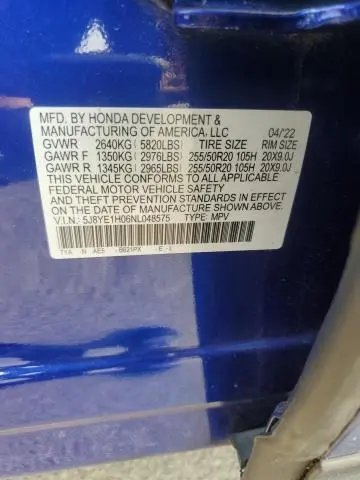 MFD. BY HONDA DEVELOPMENT &
MANUFACTURING OF AMERICA, LLC 04/22
GVWR 2640KG (5820LBS) TIRE SIZE RIM SIZE
GAWR F 1350KG (2976LBS) 255/50R20 105H 20X9.0J
GAWR R 1345KG (2965LBS) 255/50R20 105H 20X9.0J
THIS VEHICLE CONFORMS TO ALL APPLICABLE
FEDERAL MOTOR VEHICLE SAFETY
AND THEFT PREVENTION STANDARDS IN EFFECT
ON THE DATE OF MANUFACTURE SHOWN ABOVE.
V.I.N.: 5J8YE1H06NL048575 TYPE: MPV
TYA N AE5